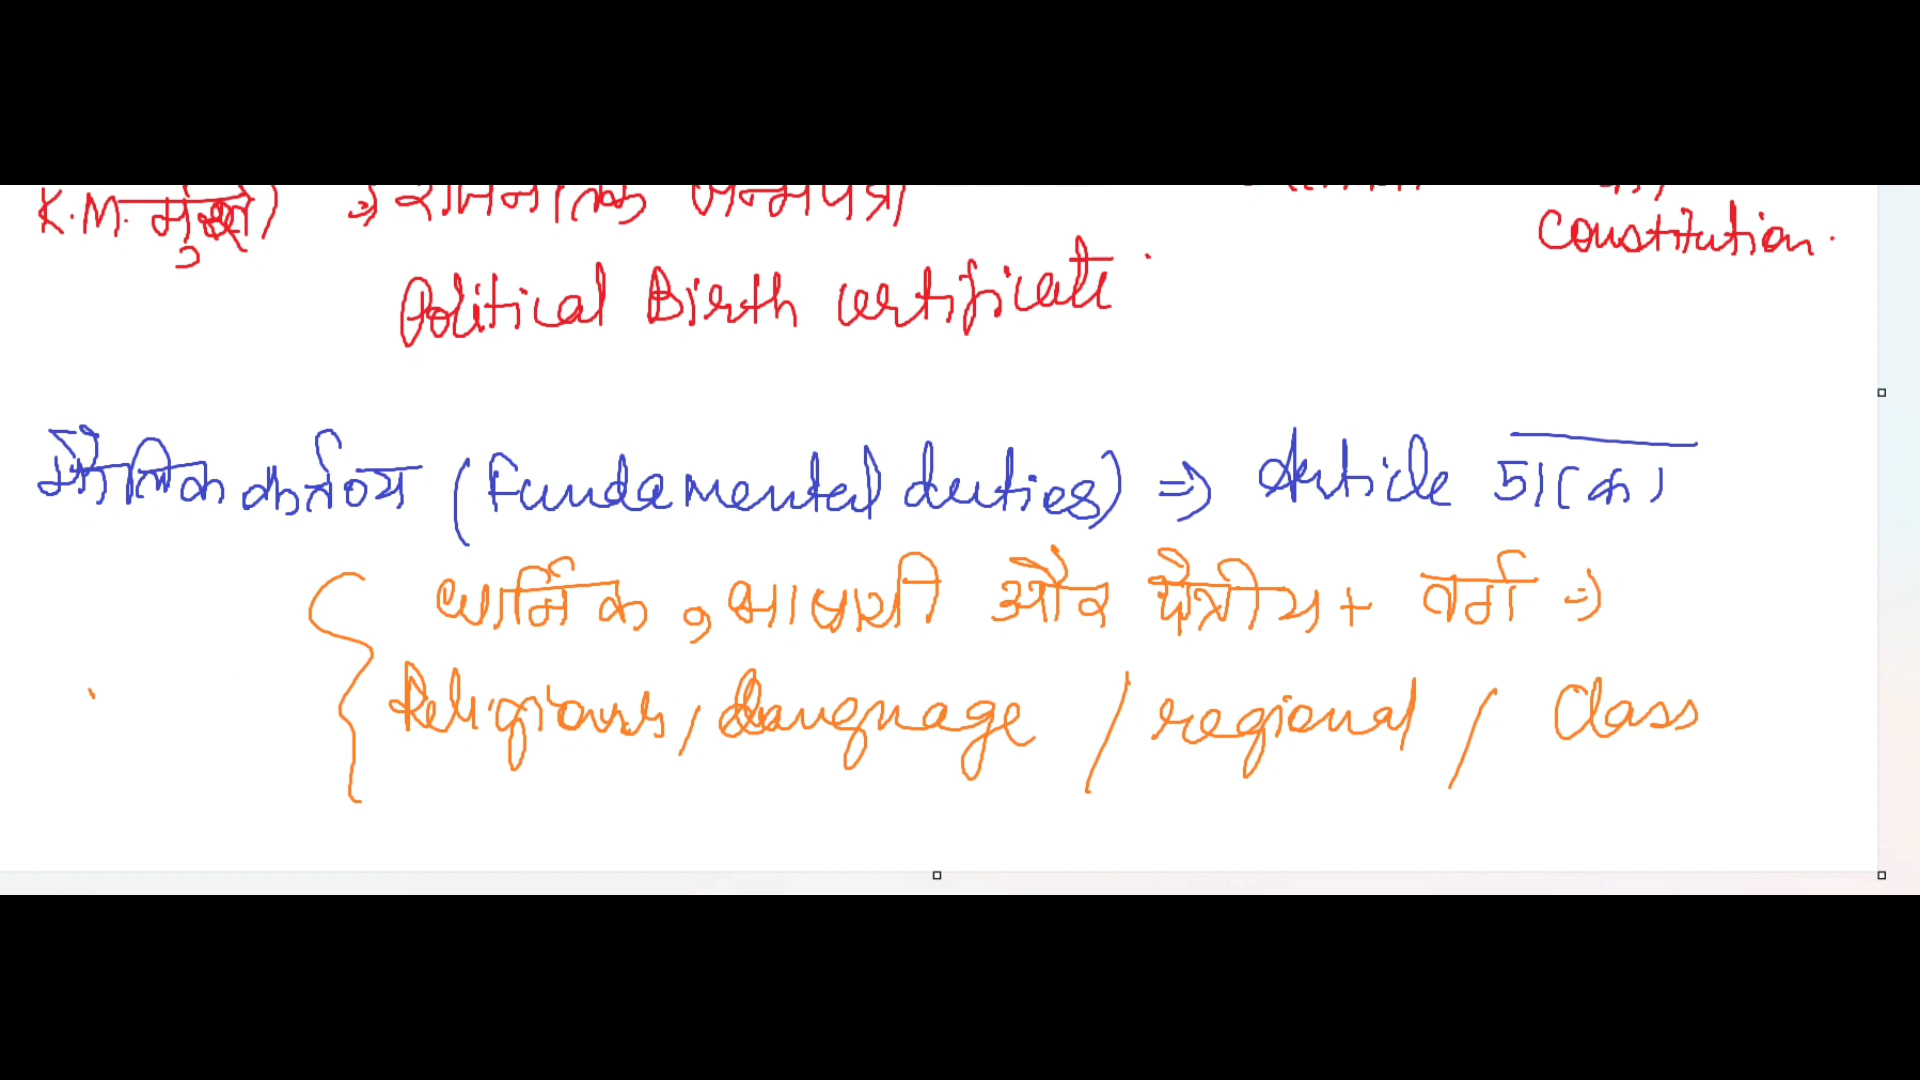 K.M. मुंशी) ⇒ राजनीतिक जन्मपत्री
Constitution.
Political Birth certificate.
मौलिक कर्तव्य (Fundamental duties) ⇒ Article 51(क)
धार्मिक, भाषायी और क्षेत्रीय + वर्ग ⇒
Religious, Language / regional / Class